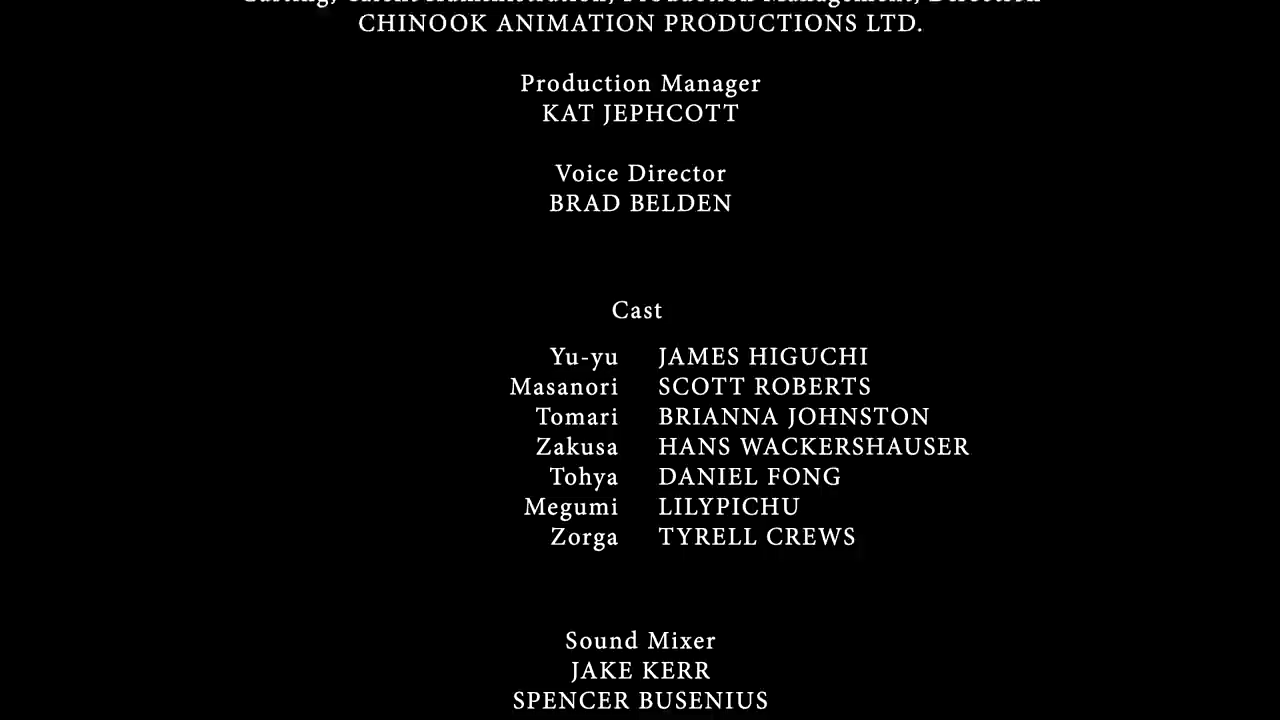 CHINOOK ANIMATION PRODUCTIONS LTD.
Production Manager
KAT JEPHCOTT
Voice Director
BRAD BELDEN
Cast
Yu-yu JAMES HIGUCHI
Masanori SCOTT ROBERTS
Tomari BRIANNA JOHNSTON
Zakusa HANS WACKERSHAUSER
Tohya DANIEL FONG
Megumi LILYPICHU
Zorga TYRELL CREWS
Sound Mixer
JAKE KERR
SPENCER BUSENIUS